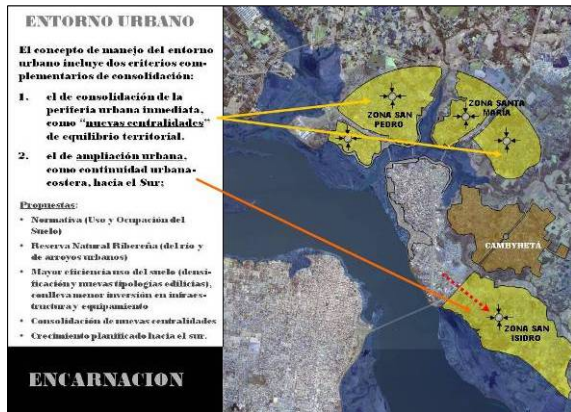 ENTORNO URBANO
El concepto de manejo del entorno
urbano incluye dos criterios com-
plementarios de consolidación:
1. el de consolidación de la
periferia urbana inmediata,
como "nuevas centralidades"
de equilibrio territorial.
2. el de ampliación urbana,
como continuidad urbana-
costera, hacia el Sur;
Propuestas:
• Normativa (Uso y Ocupación del
Suelo)
• Reserva Natural Ribereña (del río y
de arroyos urbanos)
• Mayor eficiencia uso del suelo (densi-
ficación y nuevas tipologías edilicias),
conlleva menor inversión en infraes-
tructura y equipamiento
• Consolidación de nuevas centralidades
• Crecimiento planificado hacia el sur.
ENCARNACION
ZONA SAN
PEDRO
ZONA SANTA
MARÍA
CAMBYRETÁ
ZONA SAN
ISIDRO